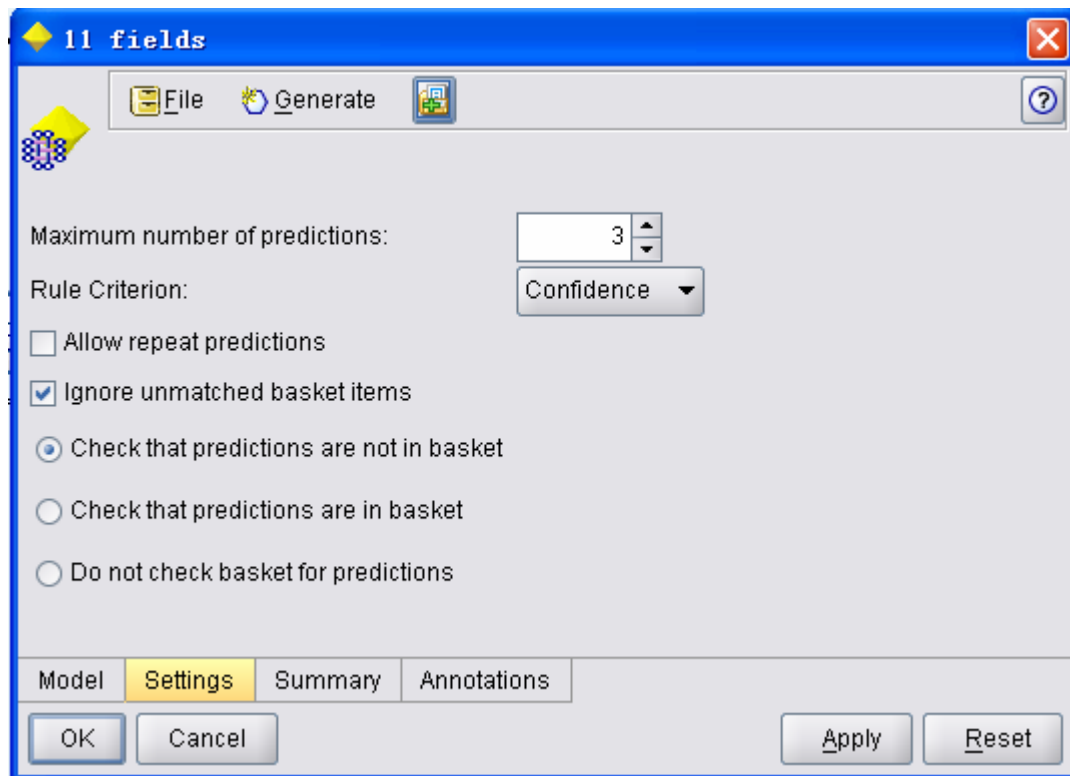 11 fields
File Generate
Maximum number of predictions: 3
Rule Criterion: Confidence
Allow repeat predictions
Ignore unmatched basket items
Check that predictions are not in basket
Check that predictions are in basket
Do not check basket for predictions
Model Settings Summary Annotations
OK Cancel Apply Reset